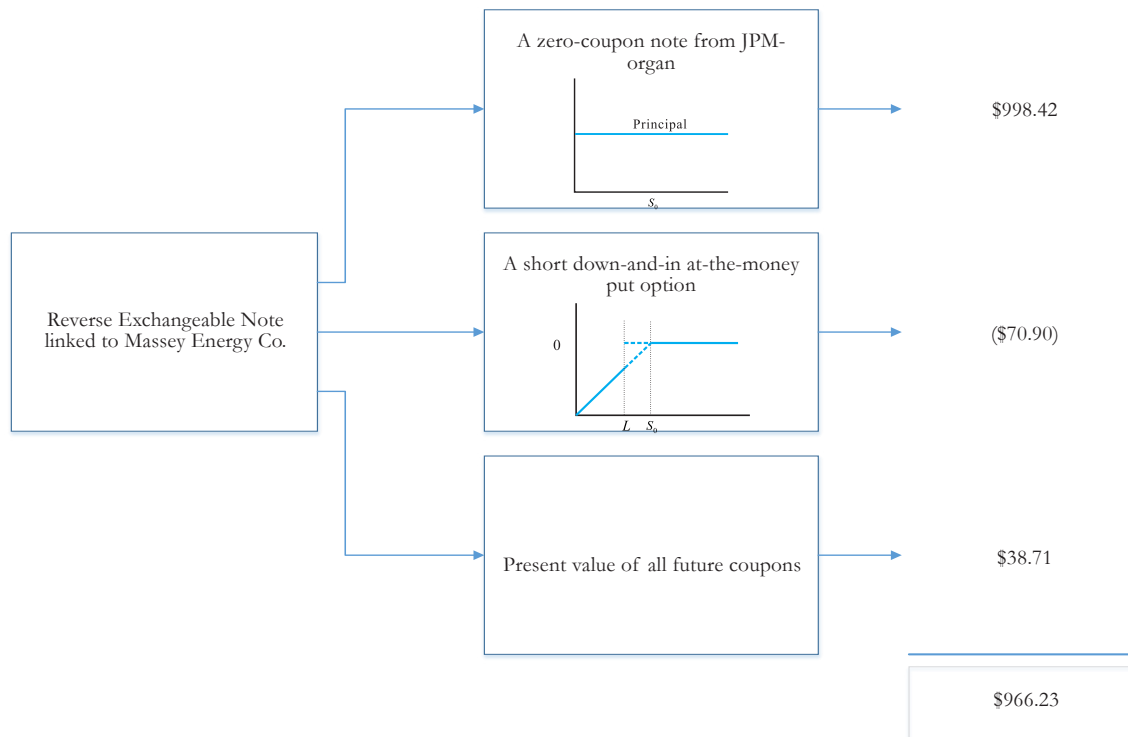 A zero-coupon note from JPM-
organ
Principal
S₀
$998.42
Reverse Exchangeable Note
linked to Massey Energy Co.
A short down-and-in at-the-money
put option
0
L S₀
($70.90)
Present value of all future coupons
$38.71
$966.23